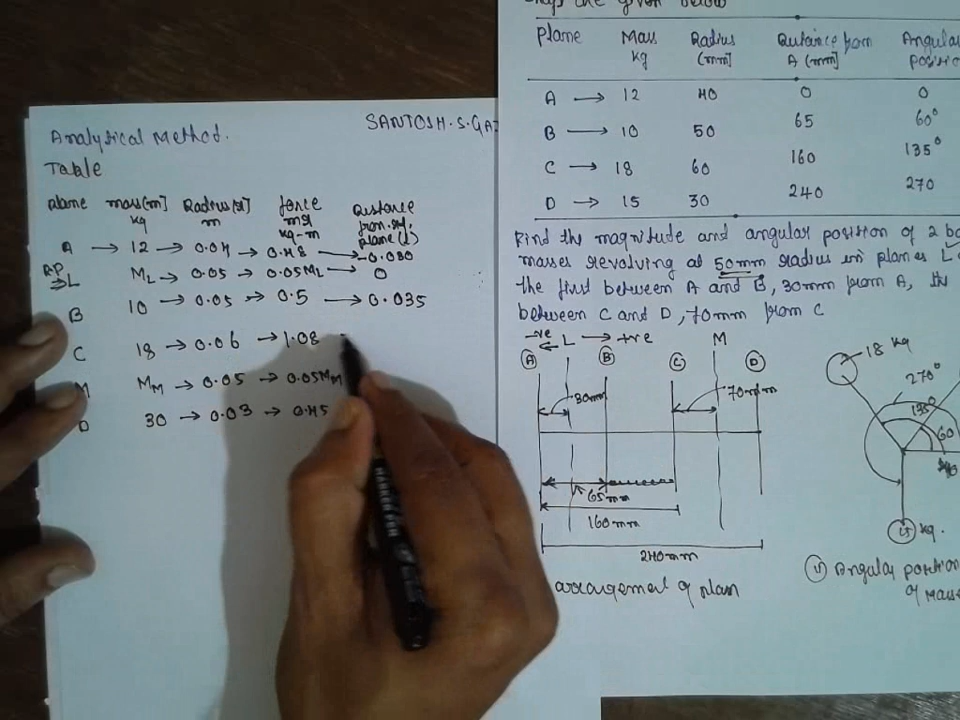 Analytical Method.
SANTOSH.S.GA
Table
plane mass(m) kg Radius(r) m force mr kg-m Distance from ref. plane (l)
A → 12 → 0.04 → 0.48 → -0.030
R.P ⇒ L ML → 0.05 → 0.05ML → 0
B 10 → 0.05 → 0.5 → 0.035
C 18 → 0.06 → 1.08
M MM → 0.05 → 0.05MM
D 30 → 0.03 → 0.45
are given below
plane Mass kg Radius (mm) Distance from A (mm) Angular positio
A → 12 40 0 0
B → 10 50 65 60°
C → 18 60 160 135°
D → 15 30 240 270
Find the magnitude and angular position of 2 ba
masses revolving at 50mm radius in planes L
the first between A and B, 30mm from A, the
between C and D, 70mm from C
-ve ← L → +ve M
A B C D
30mm 70mm
65mm
160mm
240mm
arrangement of plan
18 kg
270°
135°
60
15 kg.
Angular position
of Mass